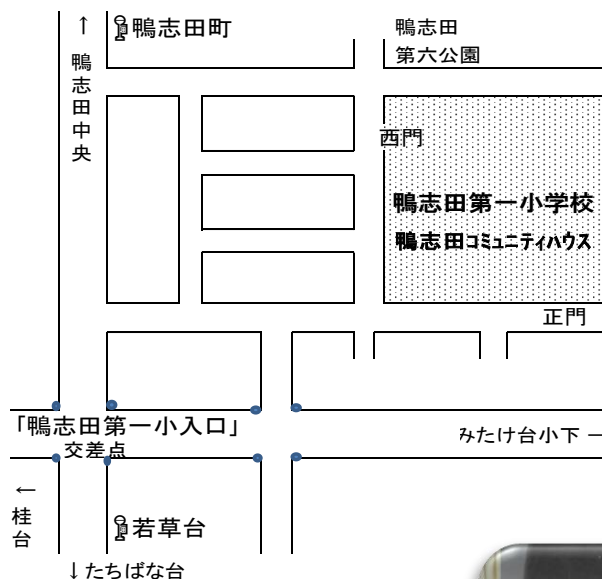 ↑鴨志田中央
鴨志田町
鴨志田
第六公園
西門
鴨志田第一小学校
鴨志田コミュニティハウス
正門
「鴨志田第一小入口」
交差点
みたけ台小下
←桂台
若草台
↓たちばな台